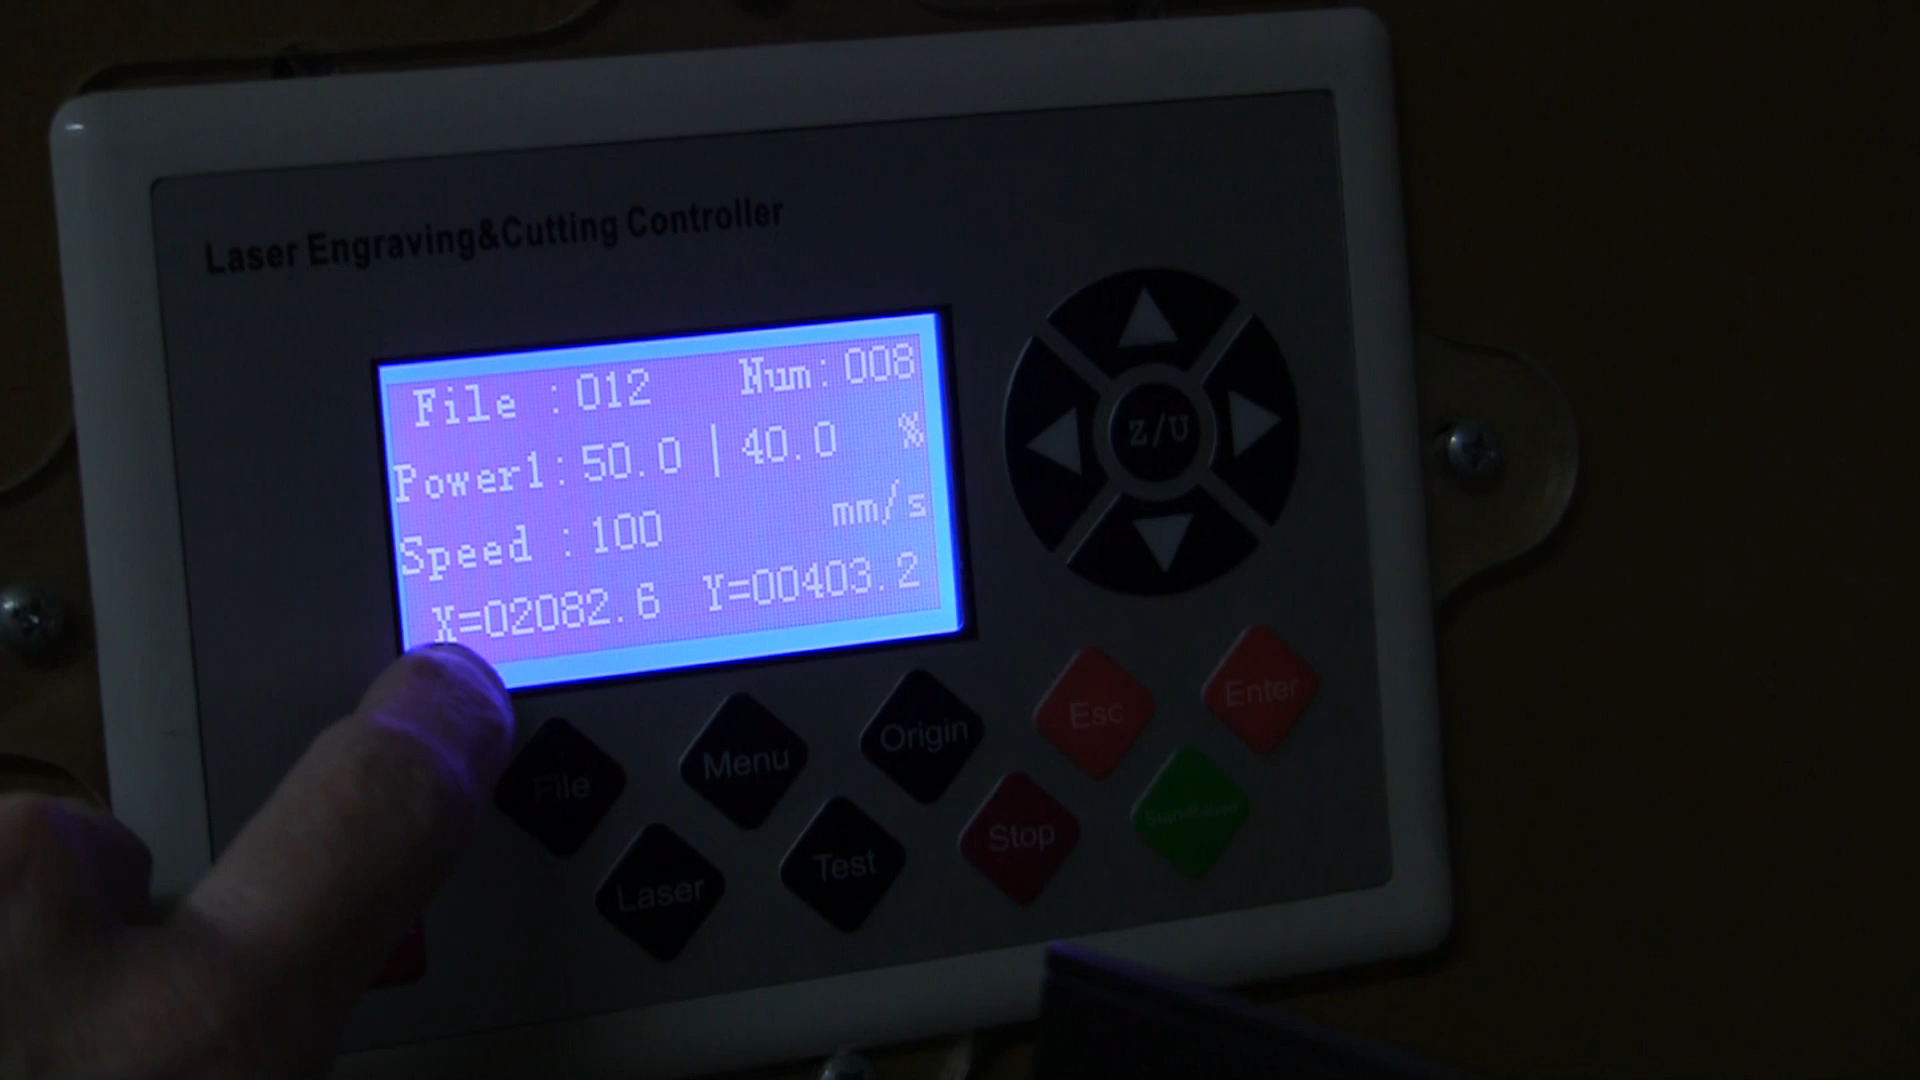 Laser Engraving&Cutting Controller
File :012 Num:008
Power1:50.0|40.0 %
Speed :100 mm/s
X=02082.6 Y=00403.2
Z/U
File Menu Origin Esc Enter
Laser Test Stop